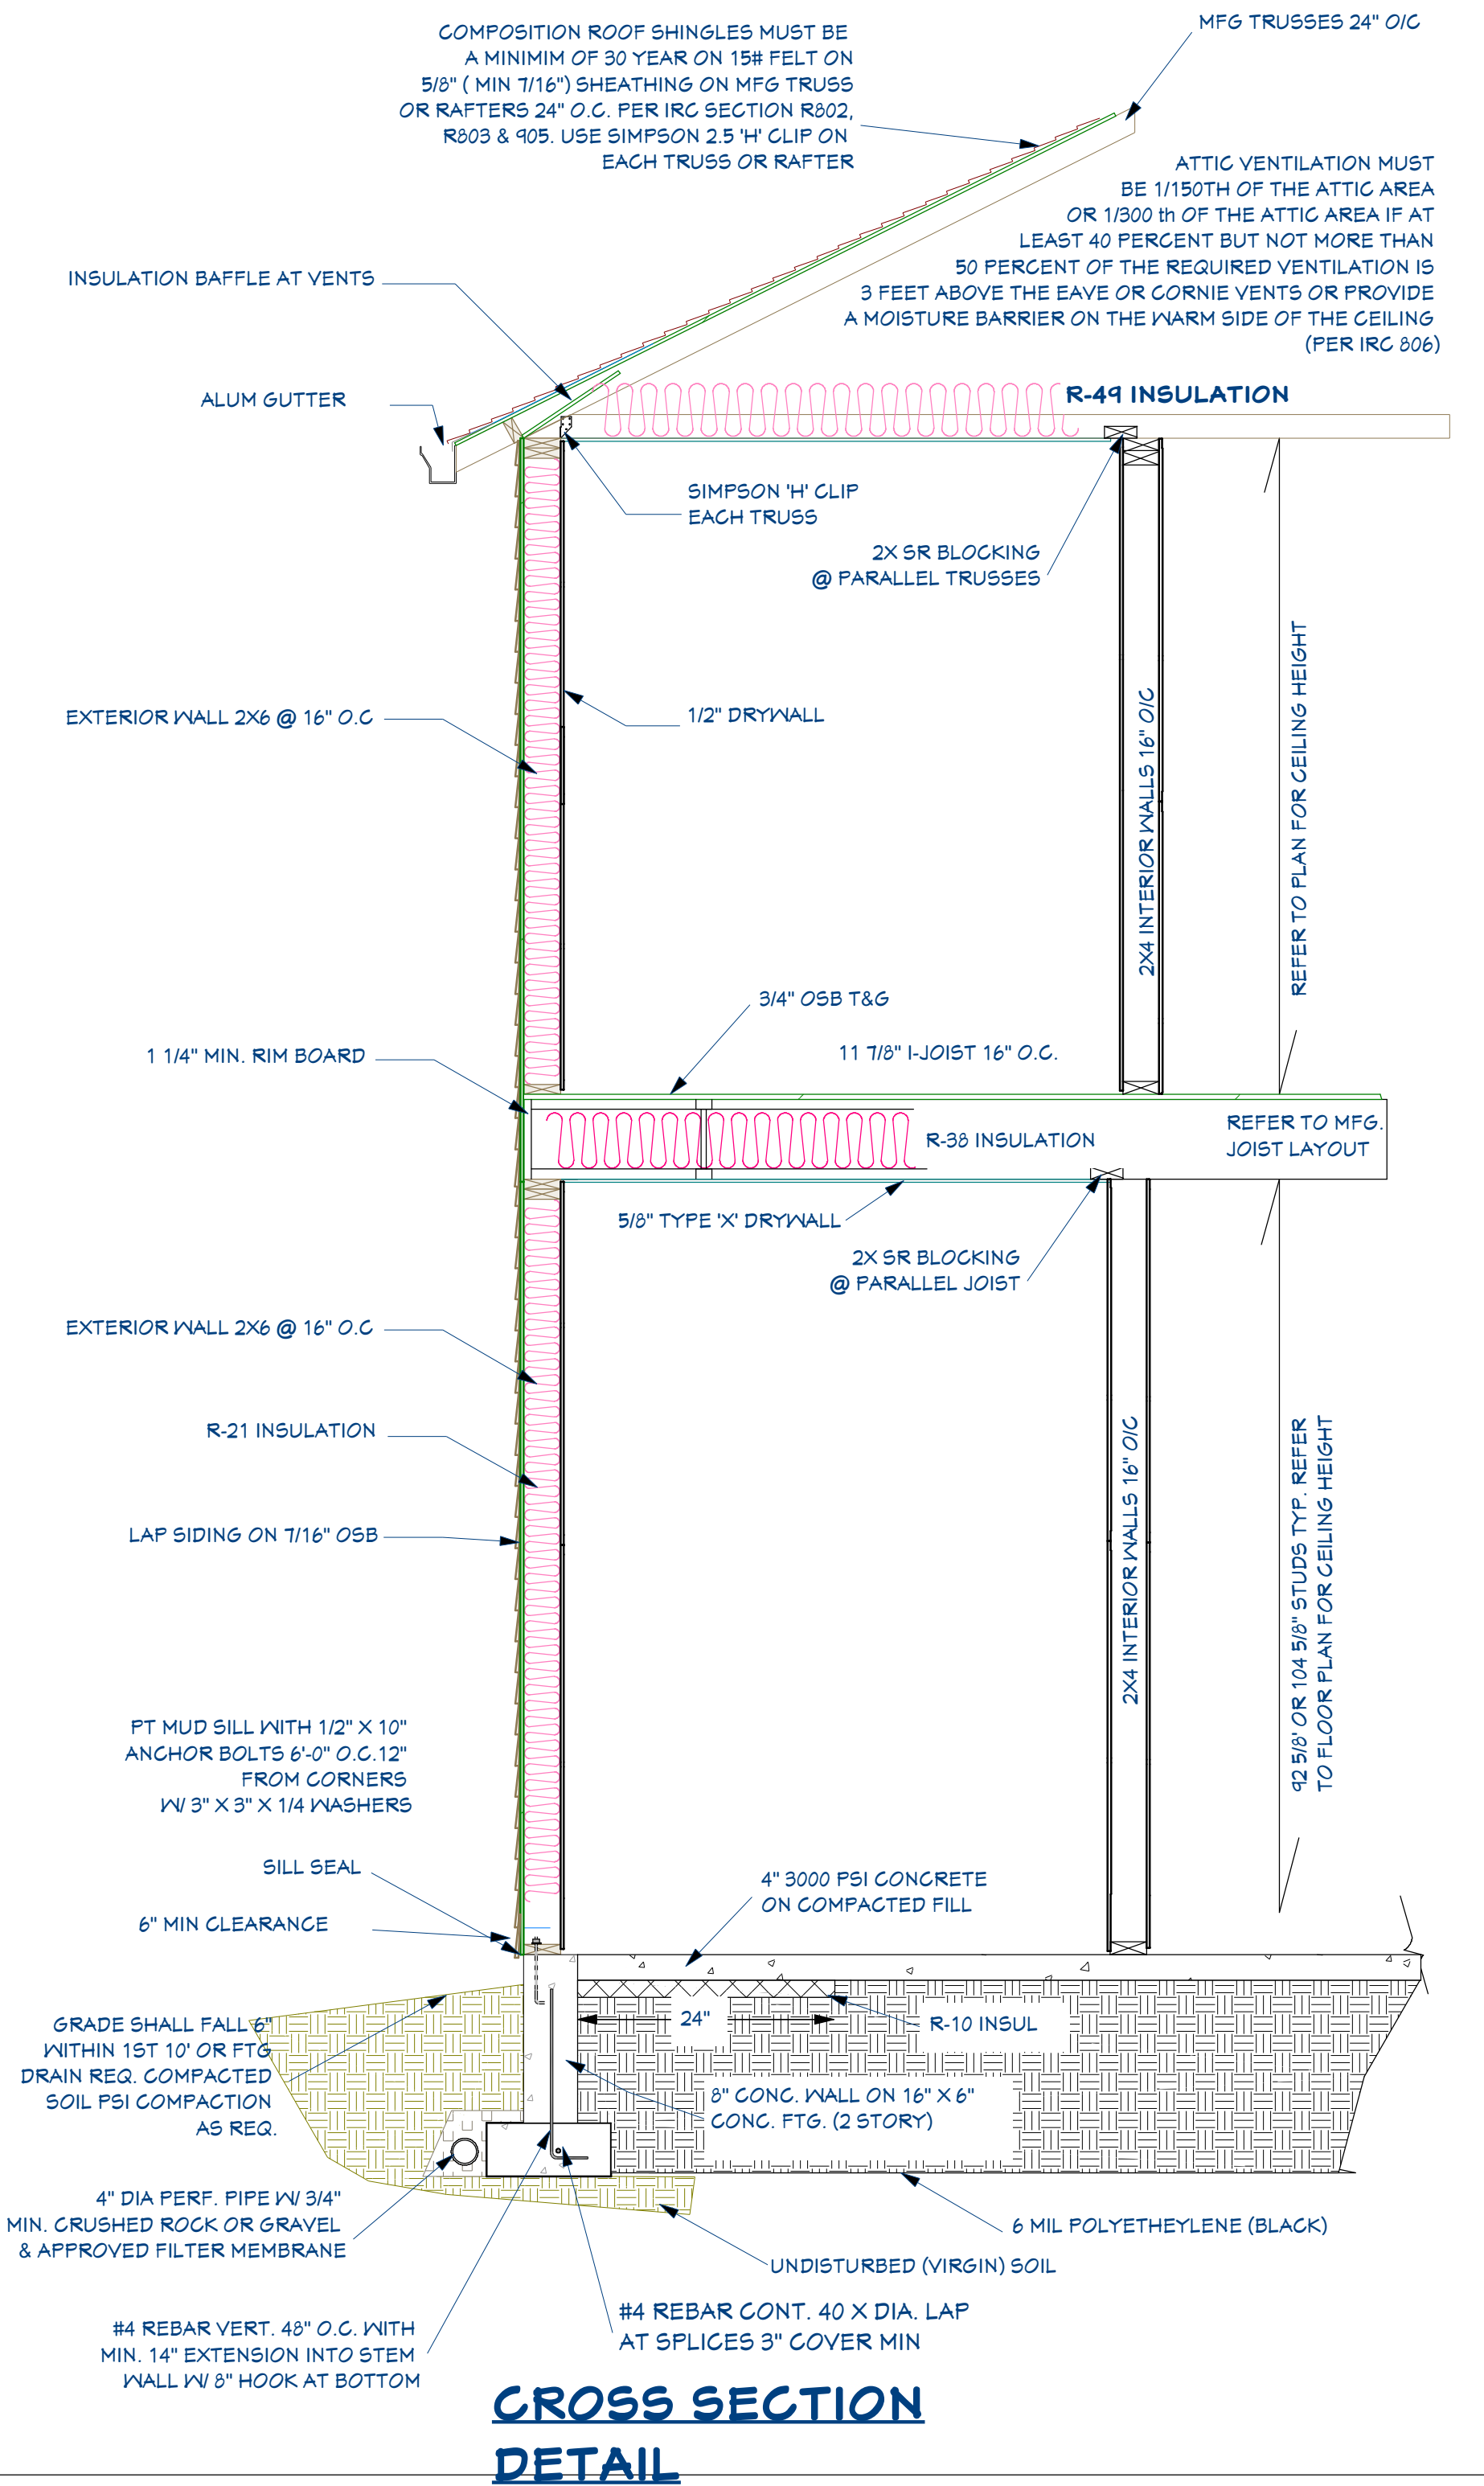 MFG TRUSSES 24" O/C
COMPOSITION ROOF SHINGLES MUST BE
A MINIMIM OF 30 YEAR ON 15# FELT ON
5/8" ( MIN 7/16") SHEATHING ON MFG TRUSS
OR RAFTERS 24" O.C. PER IRC SECTION R802,
R803 & 905. USE SIMPSON 2.5 'H' CLIP ON
EACH TRUSS OR RAFTER
ATTIC VENTILATION MUST
BE 1/150TH OF THE ATTIC AREA
OR 1/300 th OF THE ATTIC AREA IF AT
LEAST 40 PERCENT BUT NOT MORE THAN
50 PERCENT OF THE REQUIRED VENTILATION IS
3 FEET ABOVE THE EAVE OR CORNIE VENTS OR PROVIDE
A MOISTURE BARRIER ON THE WARM SIDE OF THE CEILING
(PER IRC 806)
INSULATION BAFFLE AT VENTS
ALUM GUTTER
R-49 INSULATION
SIMPSON 'H' CLIP
EACH TRUSS
2X SR BLOCKING
@ PARALLEL TRUSSES
EXTERIOR WALL 2X6 @ 16" O.C
1/2" DRYWALL
2X4 INTERIOR WALLS 16" O/C
REFER TO PLAN FOR CEILING HEIGHT
3/4" OSB T&G
1 1/4" MIN. RIM BOARD
11 7/8" I-JOIST 16" O.C.
R-38 INSULATION
REFER TO MFG.
JOIST LAYOUT
5/8" TYPE 'X' DRYWALL
2X SR BLOCKING
@ PARALLEL JOIST
EXTERIOR WALL 2X6 @ 16" O.C
R-21 INSULATION
LAP SIDING ON 7/16" OSB
2X4 INTERIOR WALLS 16" O/C
92 5/8' OR 104 5/8" STUDS TYP. REFER
TO FLOOR PLAN FOR CEILING HEIGHT
PT MUD SILL WITH 1/2" X 10"
ANCHOR BOLTS 6'-0" O.C.12"
FROM CORNERS
W/ 3" X 3" X 1/4 WASHERS
SILL SEAL
6" MIN CLEARANCE
4" 3000 PSI CONCRETE
ON COMPACTED FILL
GRADE SHALL FALL 6"
WITHIN 1ST 10' OR FTG
DRAIN REQ. COMPACTED
SOIL PSI COMPACTION
AS REQ.
24"
R-10 INSUL
8" CONC. WALL ON 16" X 6"
CONC. FTG. (2 STORY)
4" DIA PERF. PIPE W/ 3/4"
MIN. CRUSHED ROCK OR GRAVEL
& APPROVED FILTER MEMBRANE
6 MIL POLYETHEYLENE (BLACK)
UNDISTURBED (VIRGIN) SOIL
#4 REBAR VERT. 48" O.C. WITH
MIN. 14" EXTENSION INTO STEM
WALL W/ 8" HOOK AT BOTTOM
#4 REBAR CONT. 40 X DIA. LAP
AT SPLICES 3" COVER MIN
CROSS SECTION
DETAIL